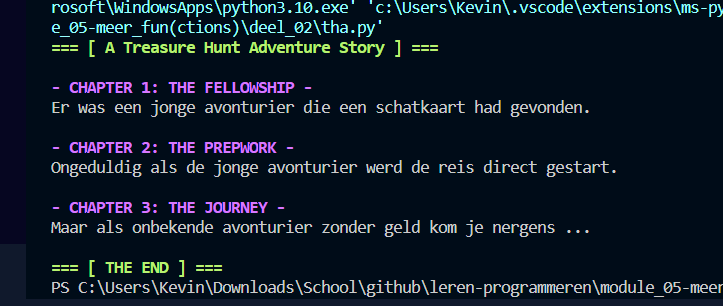 rosoft\WindowsApps\python3.10.exe' 'c:\Users\Kevin\.vscode\extensions\ms-py
e_05-meer_fun(ctions)\deel_02\tha.py'
=== [ A Treasure Hunt Adventure Story ] ===
- CHAPTER 1: THE FELLOWSHIP -
Er was een jonge avonturier die een schatkaart had gevonden.
- CHAPTER 2: THE PREPWORK -
Ongeduldig als de jonge avonturier werd de reis direct gestart.
- CHAPTER 3: THE JOURNEY -
Maar als onbekende avonturier zonder geld kom je nergens ...
=== [ THE END ] ===
PS C:\Users\Kevin\Downloads\School\github\leren-programmeren\module_05-meer